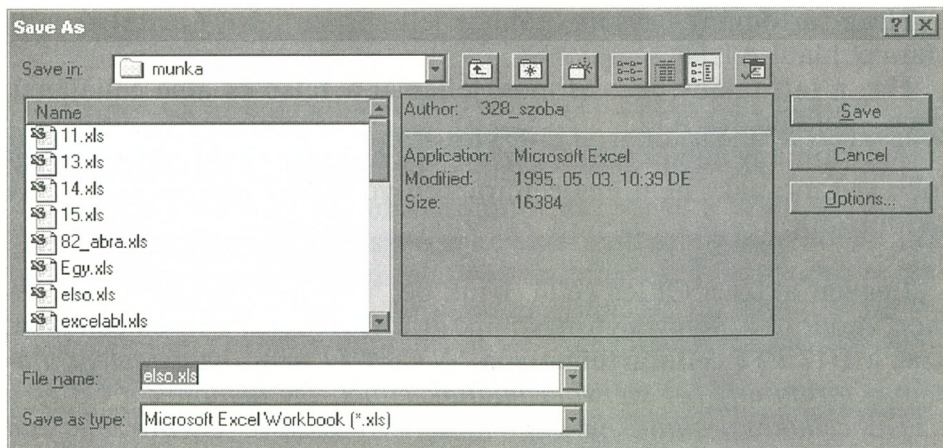 Save As
Save in: munka
Name
11.xls
13.xls
14.xls
15.xls
82_abra.xls
Egy.xls
elso.xls
excelabl.xls
Author: 328_szoba
Application: Microsoft Excel
Modified: 1995. 05. 03. 10:39 DE
Size: 16384
Save
Cancel
Options...
File name: elso.xls
Save as type: Microsoft Excel Workbook (*.xls)